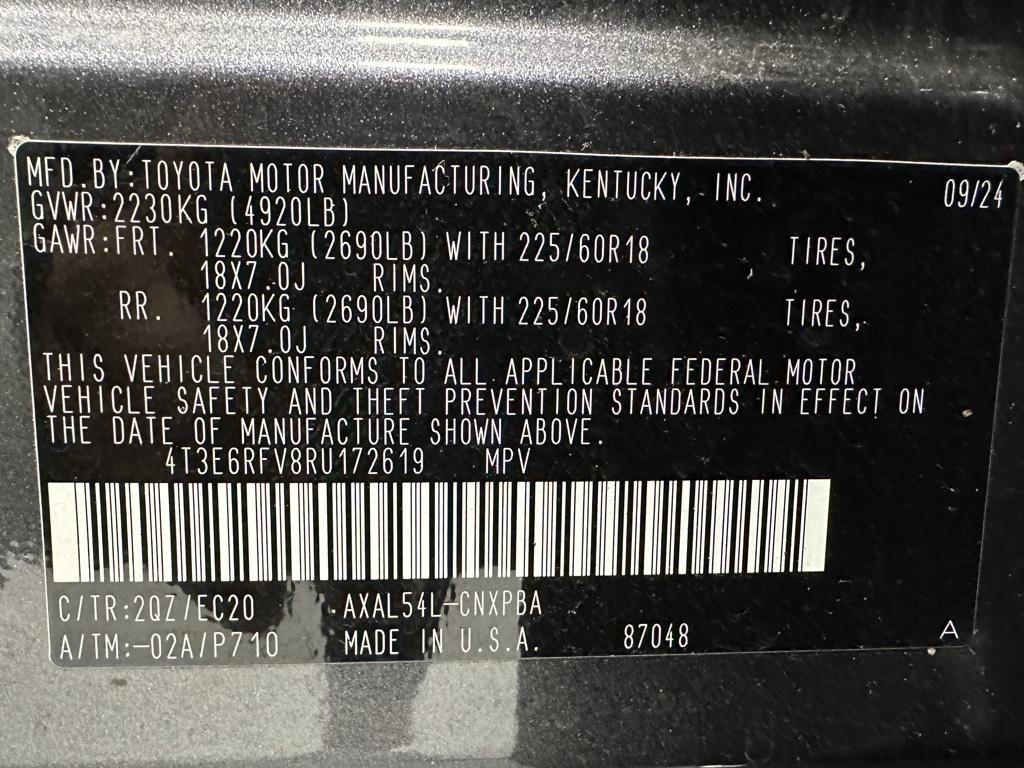 MFD.BY:TOYOTA MOTOR MANUFACTURING, KENTUCKY, INC. 09/24
GVWR:2230KG (4920LB)
GAWR:FRT. 1220KG (2690LB) WITH 225/60R18 TIRES,
18X7.0J RIMS.
RR. 1220KG (2690LB) WITH 225/60R18 TIRES,
18X7.0J RIMS.
THIS VEHICLE CONFORMS TO ALL APPLICABLE FEDERAL MOTOR
VEHICLE SAFETY AND THEFT PREVENTION STANDARDS IN EFFECT ON
THE DATE OF MANUFACTURE SHOWN ABOVE.
4T3E6RFV8RU172619 MPV
C/TR:2QZ/EC20 AXAL54L-CNXPBA
A/TM:-02A/P710 MADE IN U.S.A. 87048 A